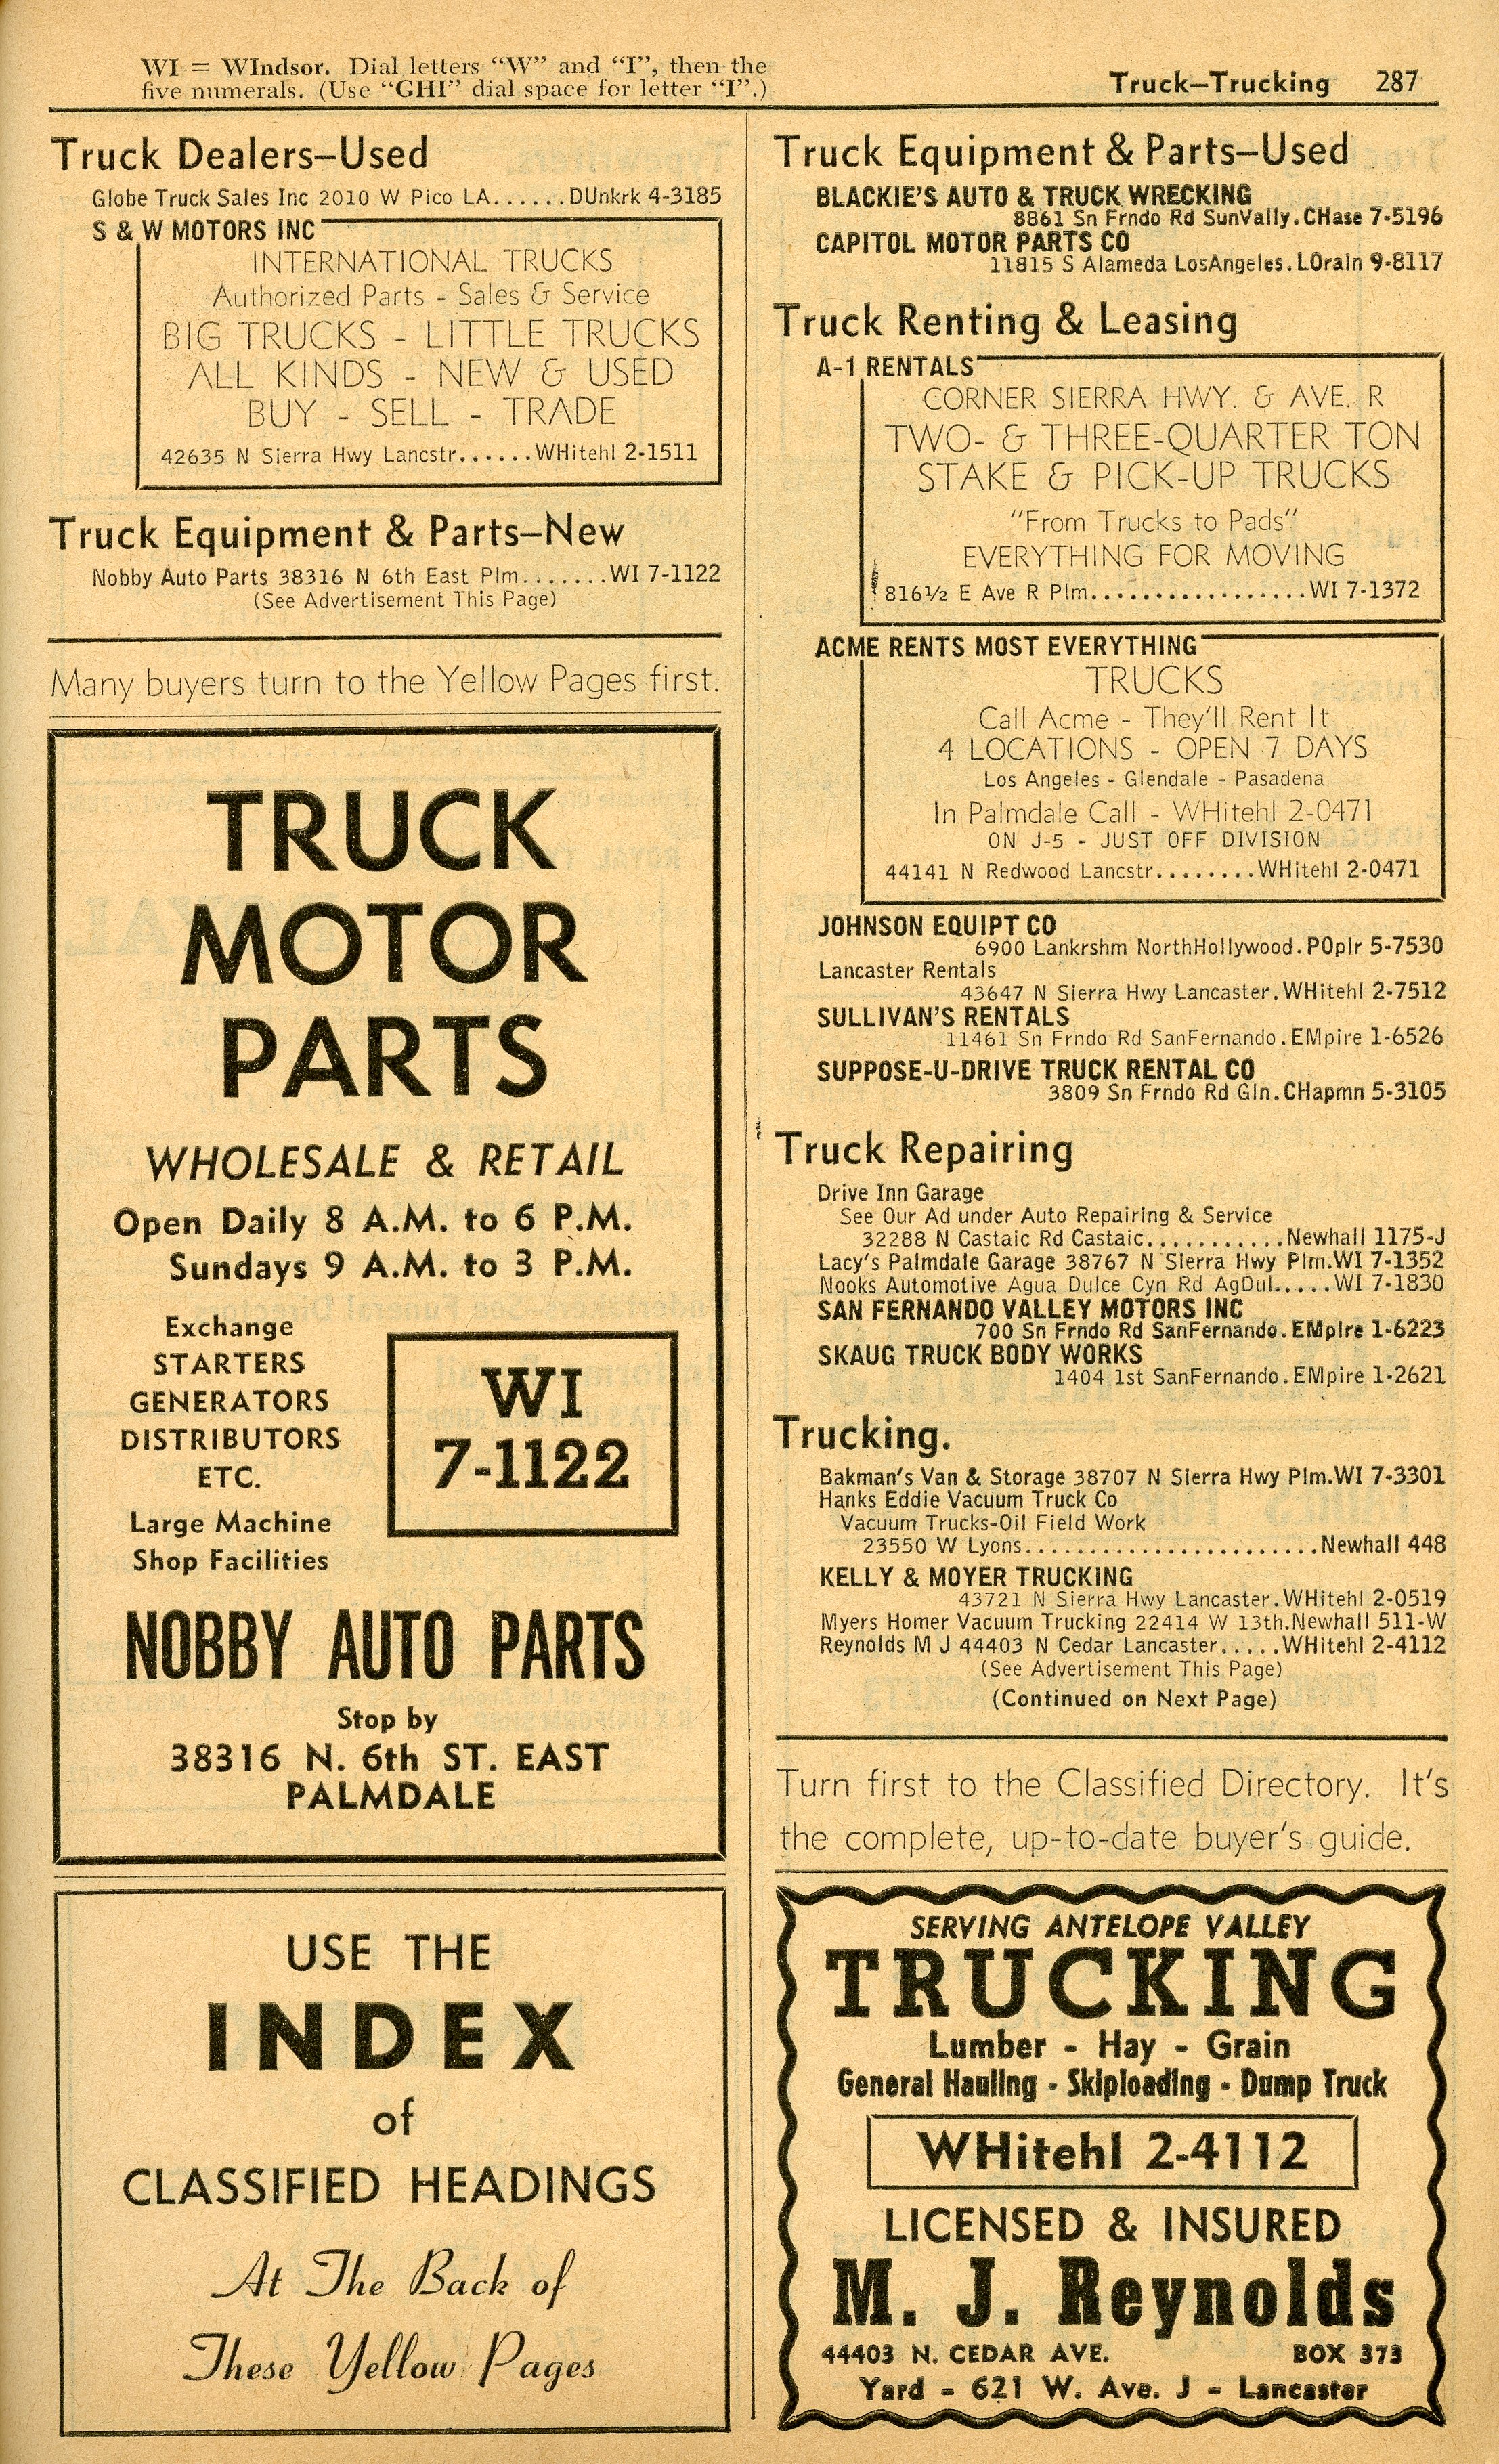 WI = WIndsor. Dial letters “W” and “I”, then the
five numerals. (Use “GHI” dial space for letter “I”.)
Truck—Trucking 287
Truck Dealers—Used
Globe Truck Sales Inc 2010 W Pico LA......DUnkrk 4-3185
S & W MOTORS INC
INTERNATIONAL TRUCKS
Authorized Parts - Sales & Service
BIG TRUCKS - LITTLE TRUCKS
ALL KINDS - NEW & USED
BUY - SELL - TRADE
42635 N Sierra Hwy Lancstr......WHitehl 2-1511
Truck Equipment & Parts—New
Nobby Auto Parts 38316 N 6th East Plm.......WI 7-1122
(See Advertisement This Page)
Many buyers turn to the Yellow Pages first.
TRUCK
MOTOR
PARTS
WHOLESALE & RETAIL
Open Daily 8 A.M. to 6 P.M.
Sundays 9 A.M. to 3 P.M.
Exchange
STARTERS
GENERATORS
DISTRIBUTORS
ETC.
Large Machine
Shop Facilities
WI
7-1122
NOBBY AUTO PARTS
Stop by
38316 N. 6th ST. EAST
PALMDALE
USE THE
INDEX
of
CLASSIFIED HEADINGS
At The Back of
These Yellow Pages
Truck Equipment & Parts—Used
BLACKIE'S AUTO & TRUCK WRECKING
8861 Sn Frndo Rd SunVally.CHase 7-5196
CAPITOL MOTOR PARTS CO
11815 S Alameda LosAngeles.LOraln 9-8117
Truck Renting & Leasing
A-1 RENTALS
CORNER SIERRA HWY. & AVE. R
TWO- & THREE-QUARTER TON
STAKE & PICK-UP TRUCKS
"From Trucks to Pads"
EVERYTHING FOR MOVING
816½ E Ave R Plm.................WI 7-1372
ACME RENTS MOST EVERYTHING
TRUCKS
Call Acme - They'll Rent It
4 LOCATIONS - OPEN 7 DAYS
Los Angeles - Glendale - Pasadena
In Palmdale Call - WHitehl 2-0471
ON J-5 - JUST OFF DIVISION
44141 N Redwood Lancstr........WHitehl 2-0471
JOHNSON EQUIPT CO
6900 Lankrshm NorthHollywood.POplr 5-7530
Lancaster Rentals
43647 N Sierra Hwy Lancaster.WHitehl 2-7512
SULLIVAN'S RENTALS
11461 Sn Frndo Rd SanFernando.EMpire 1-6526
SUPPOSE-U-DRIVE TRUCK RENTAL CO
3809 Sn Frndo Rd Gln.CHapmn 5-3105
Truck Repairing
Drive Inn Garage
See Our Ad under Auto Repairing & Service
32288 N Castaic Rd Castaic...........Newhall 1175-J
Lacy's Palmdale Garage 38767 N Sierra Hwy Plm.WI 7-1352
Nooks Automotive Agua Dulce Cyn Rd AgDul.....WI 7-1830
SAN FERNANDO VALLEY MOTORS INC
700 Sn Frndo Rd SanFernando.EMpire 1-6223
SKAUG TRUCK BODY WORKS
1404 1st SanFernando.EMpire 1-2621
Trucking.
Bakman's Van & Storage 38707 N Sierra Hwy Plm.WI 7-3301
Hanks Eddie Vacuum Truck Co
Vacuum Trucks-Oil Field Work
23550 W Lyons.......................Newhall 448
KELLY & MOYER TRUCKING
43721 N Sierra Hwy Lancaster.WHitehl 2-0519
Myers Homer Vacuum Trucking 22414 W 13th.Newhall 511-W
Reynolds M J 44403 N Cedar Lancaster.....WHitehl 2-4112
(See Advertisement This Page)
(Continued on Next Page)
Turn first to the Classified Directory. It's
the complete, up-to-date buyer's guide.
SERVING ANTELOPE VALLEY
TRUCKING
Lumber - Hay - Grain
General Hauling - Skiploading - Dump Truck
WHitehl 2-4112
LICENSED & INSURED
M. J. Reynolds
44403 N. CEDAR AVE. BOX 373
Yard - 621 W. Ave. J - Lancaster